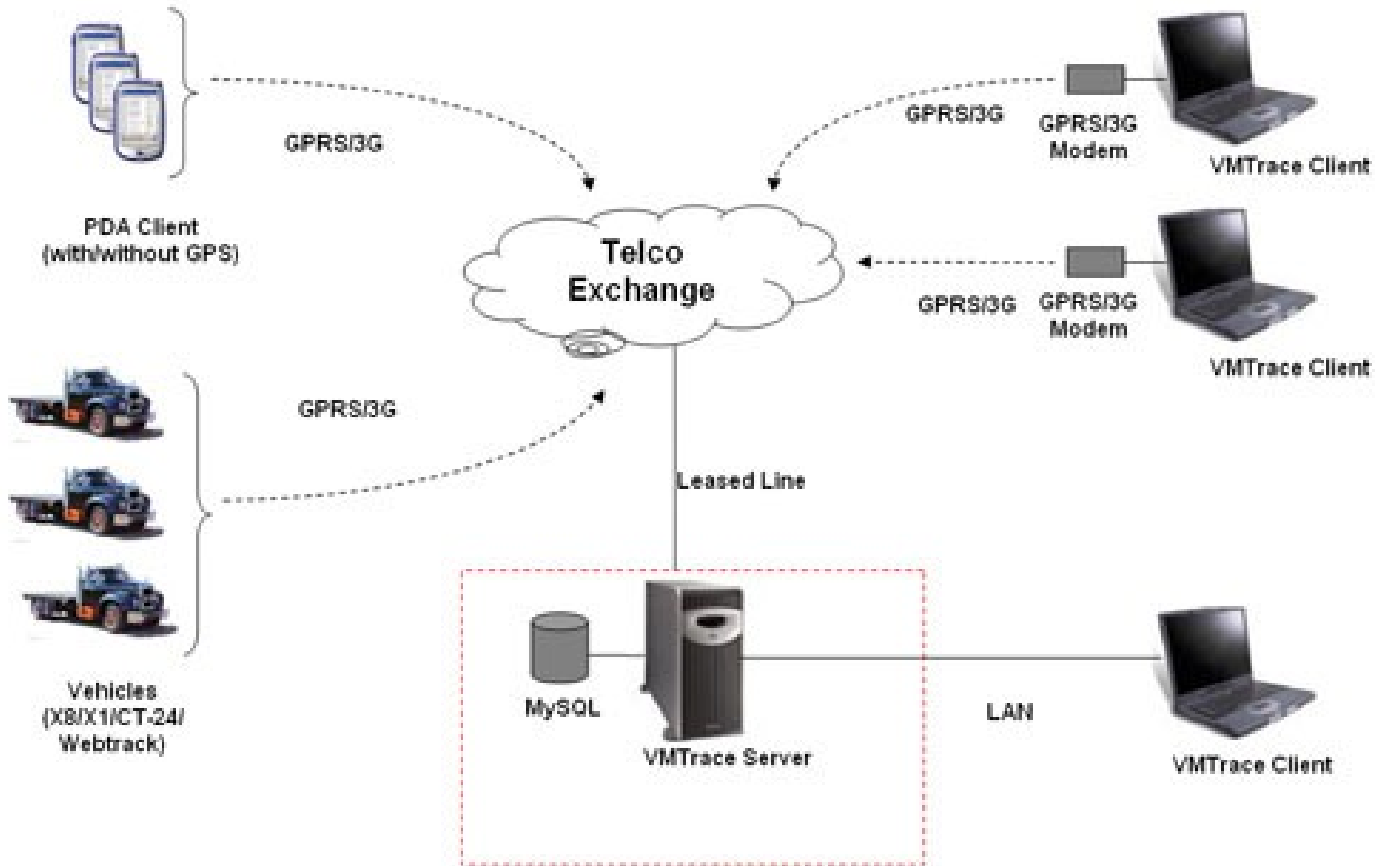 GPRS/3G
PDA Client
(with/without GPS)
GPRS/3G
GPRS/3G
Modem
VMTrace Client
Telco
Exchange
GPRS/3G
GPRS/3G
Modem
VMTrace Client
GPRS/3G
Vehicles
(X8/X1/CT-24/
Webtrack)
Leased Line
MySQL
VMTrace Server
LAN
VMTrace Client